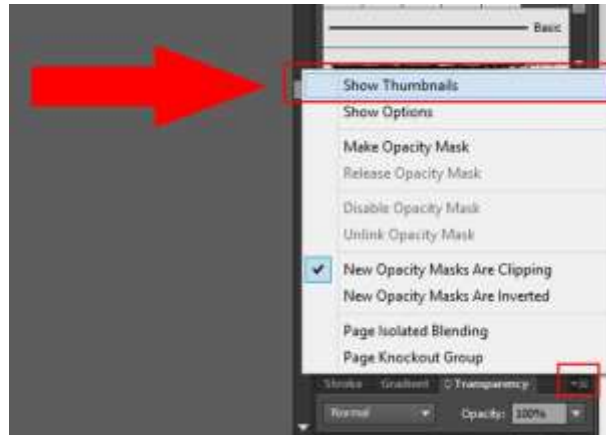 Basic
Show Thumbnails
Show Options
Make Opacity Mask
Release Opacity Mask
Disable Opacity Mask
Unlink Opacity Mask
New Opacity Masks Are Clipping
New Opacity Masks Are Inverted
Page Isolated Blending
Page Knockout Group
Stroke Gradient Transparency
Normal Opacity: 100%